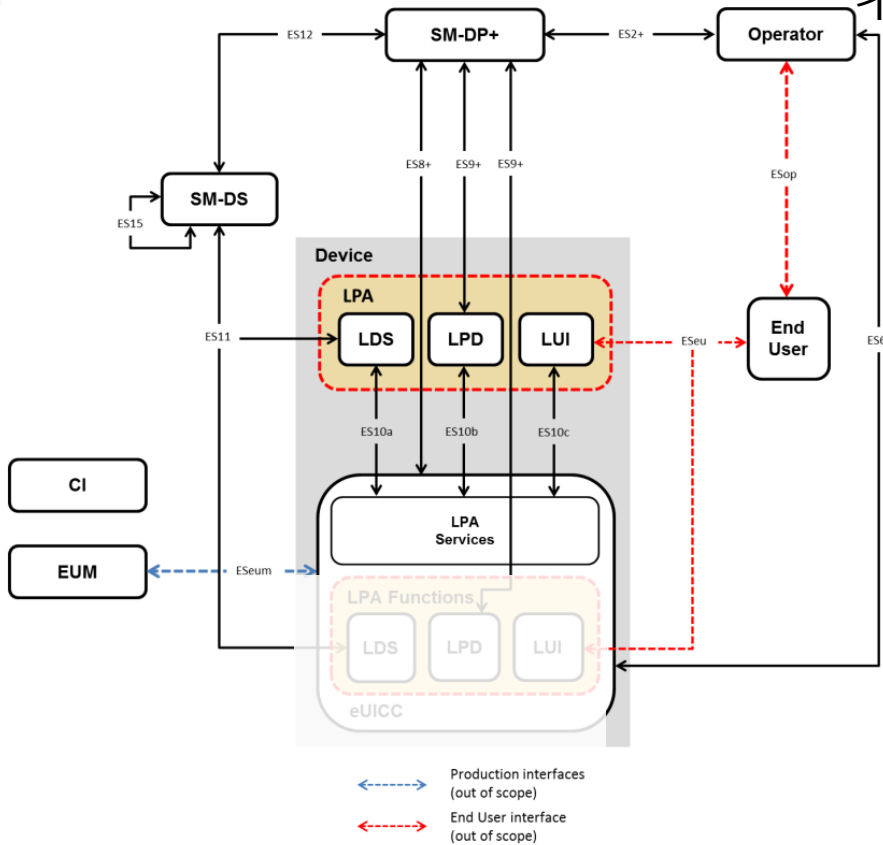 ES12
SM-DP+
ES2+
Operator
ES8+
ES9+
ES9+
ESop
SM-DS
ES15
Device
LPA
LDS
LPD
LUI
ES11
ESeu
End
User
ES6
ES10a
ES10b
ES10c
CI
LPA
Services
EUM
ESeum
LPA Functions
LDS
LPD
LUI
eUICC
Production interfaces
(out of scope)
End User interface
(out of scope)